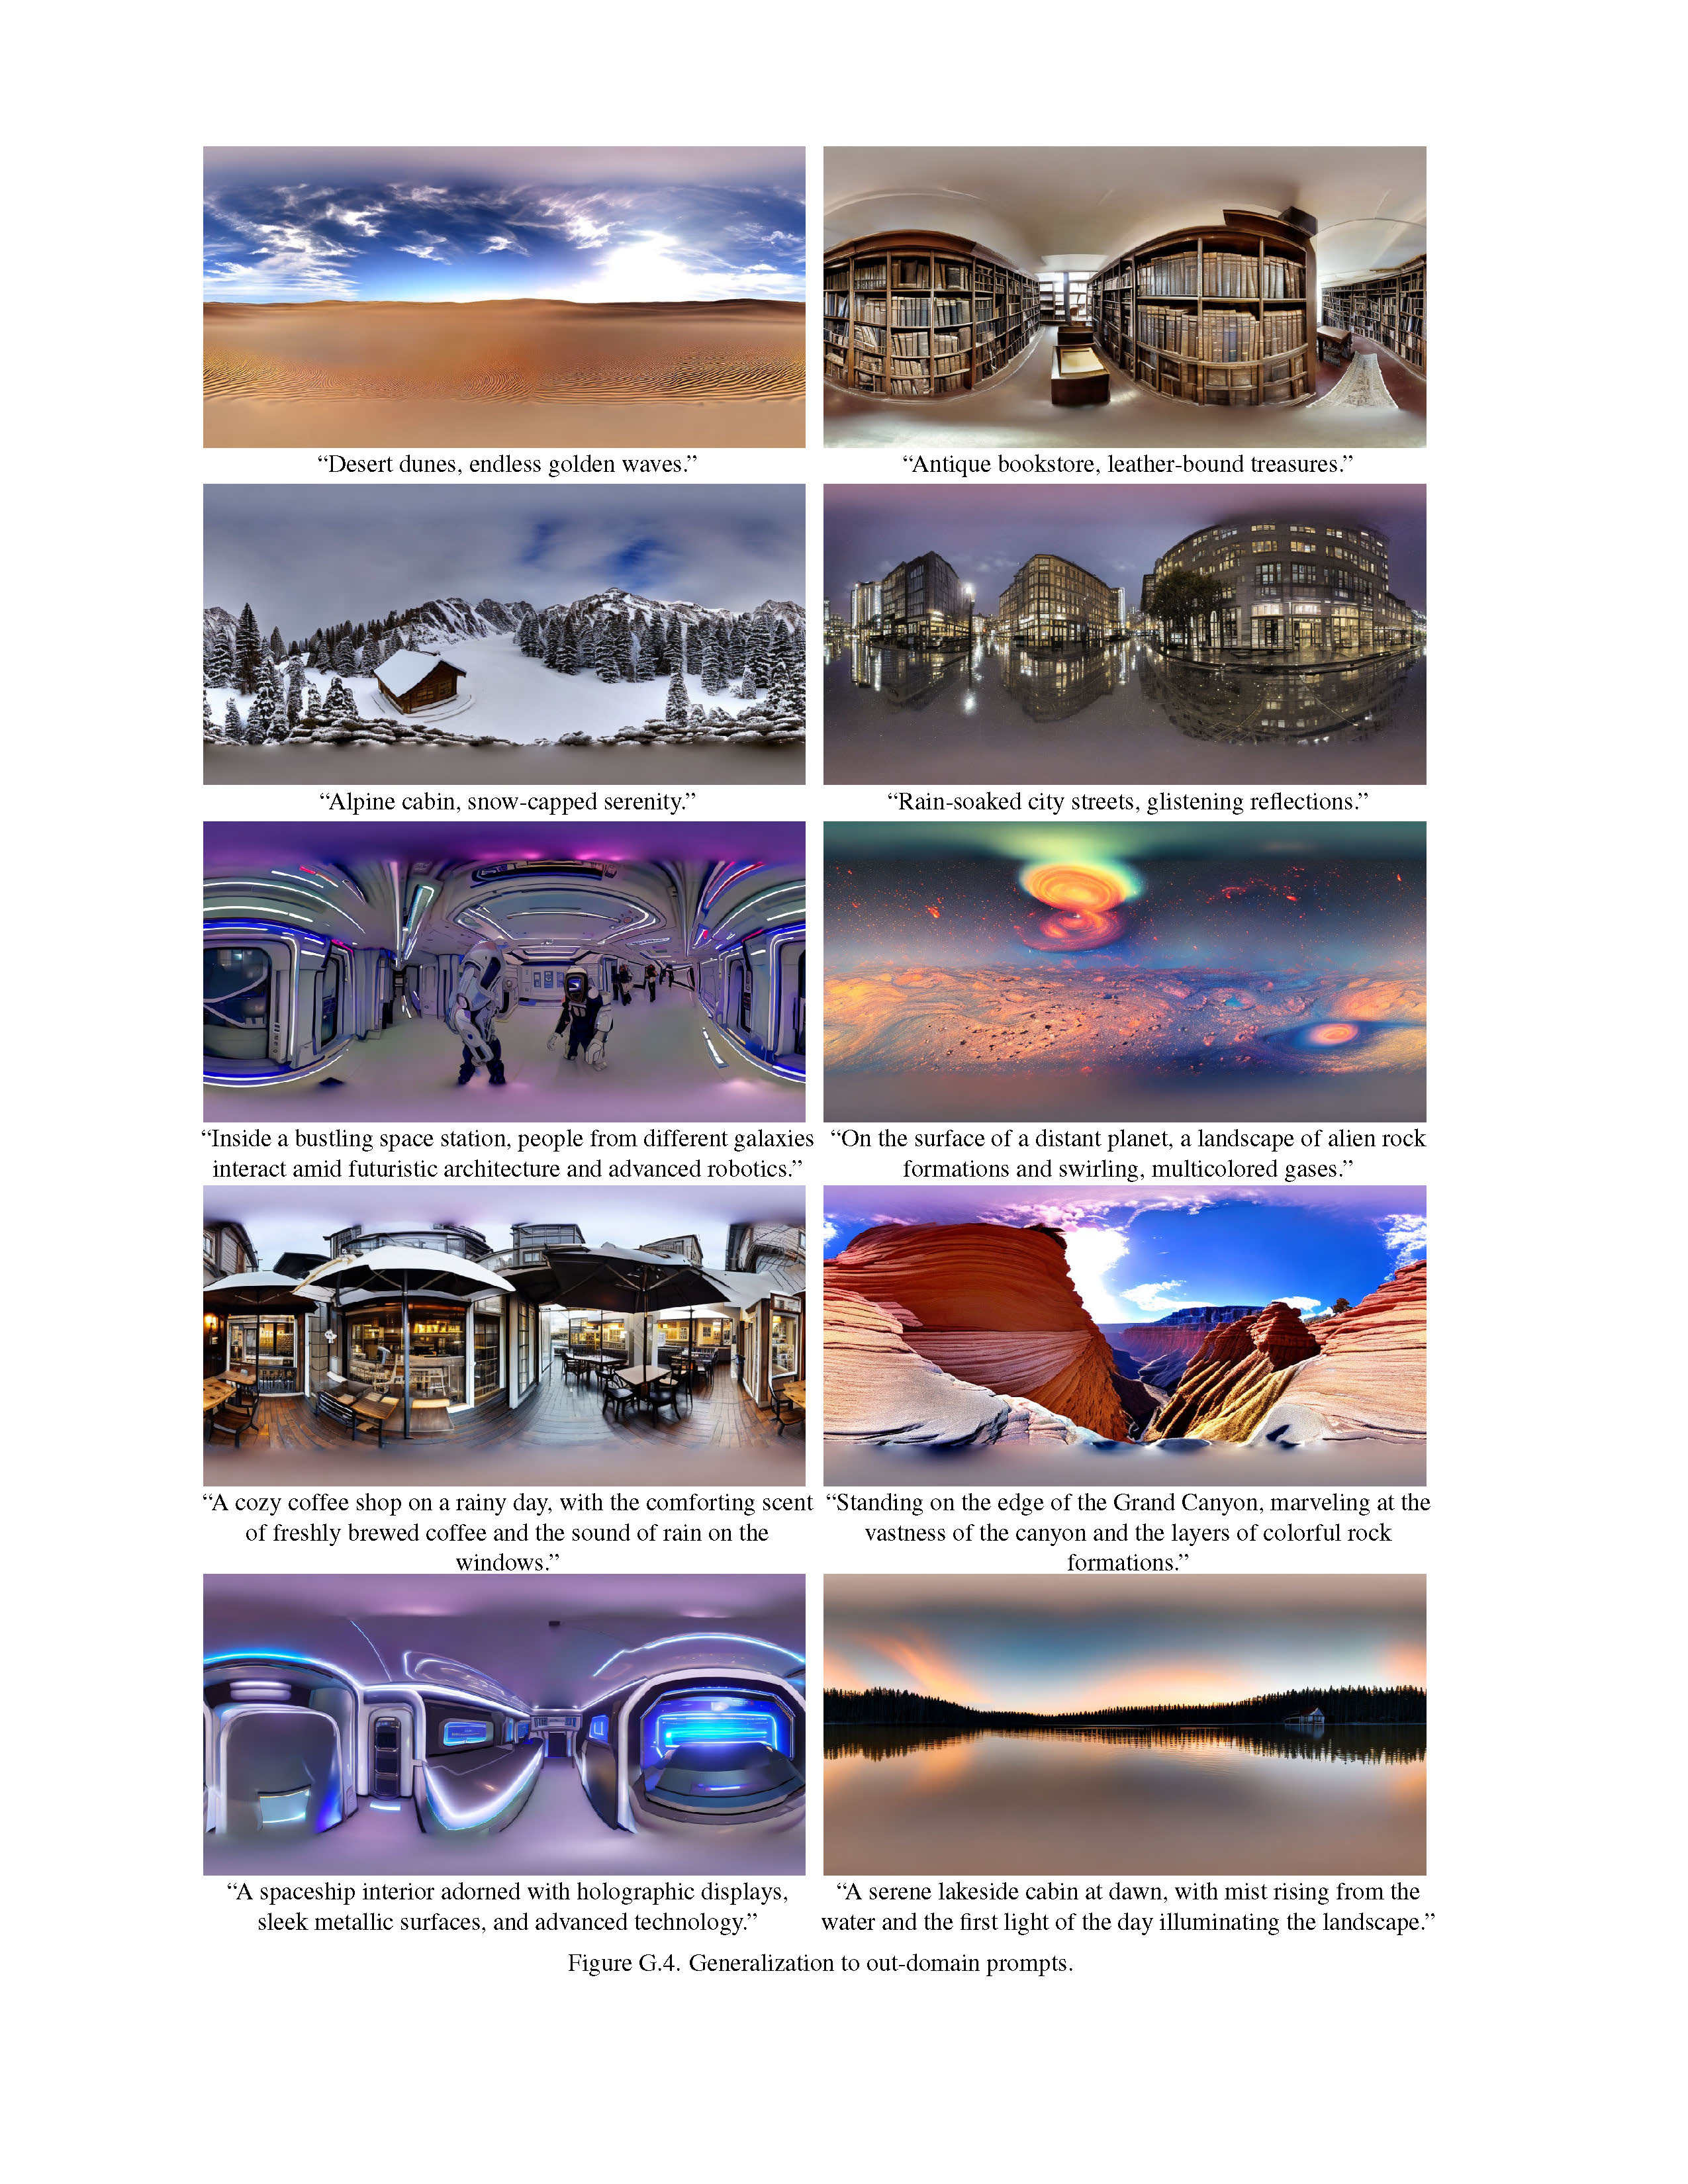 “Desert dunes, endless golden waves.”
“Antique bookstore, leather-bound treasures.”
“Alpine cabin, snow-capped serenity.”
“Rain-soaked city streets, glistening reflections.”
“Inside a bustling space station, people from different galaxies
interact amid futuristic architecture and advanced robotics.”
“On the surface of a distant planet, a landscape of alien rock
formations and swirling, multicolored gases.”
“A cozy coffee shop on a rainy day, with the comforting scent
of freshly brewed coffee and the sound of rain on the
windows.”
“Standing on the edge of the Grand Canyon, marveling at the
vastness of the canyon and the layers of colorful rock
formations.”
“A spaceship interior adorned with holographic displays,
sleek metallic surfaces, and advanced technology.”
“A serene lakeside cabin at dawn, with mist rising from the
water and the first light of the day illuminating the landscape.”
Figure G.4. Generalization to out-domain prompts.